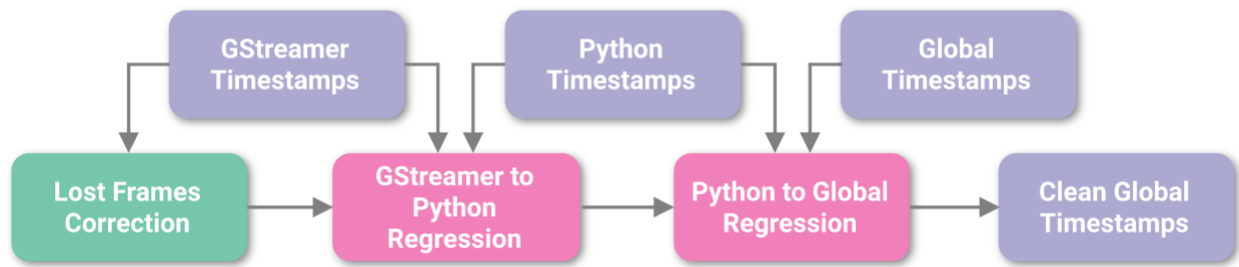 GStreamer
Timestamps
Python
Timestamps
Global
Timestamps
Lost Frames
Correction
GStreamer to
Python
Regression
Python to Global
Regression
Clean Global
Timestamps